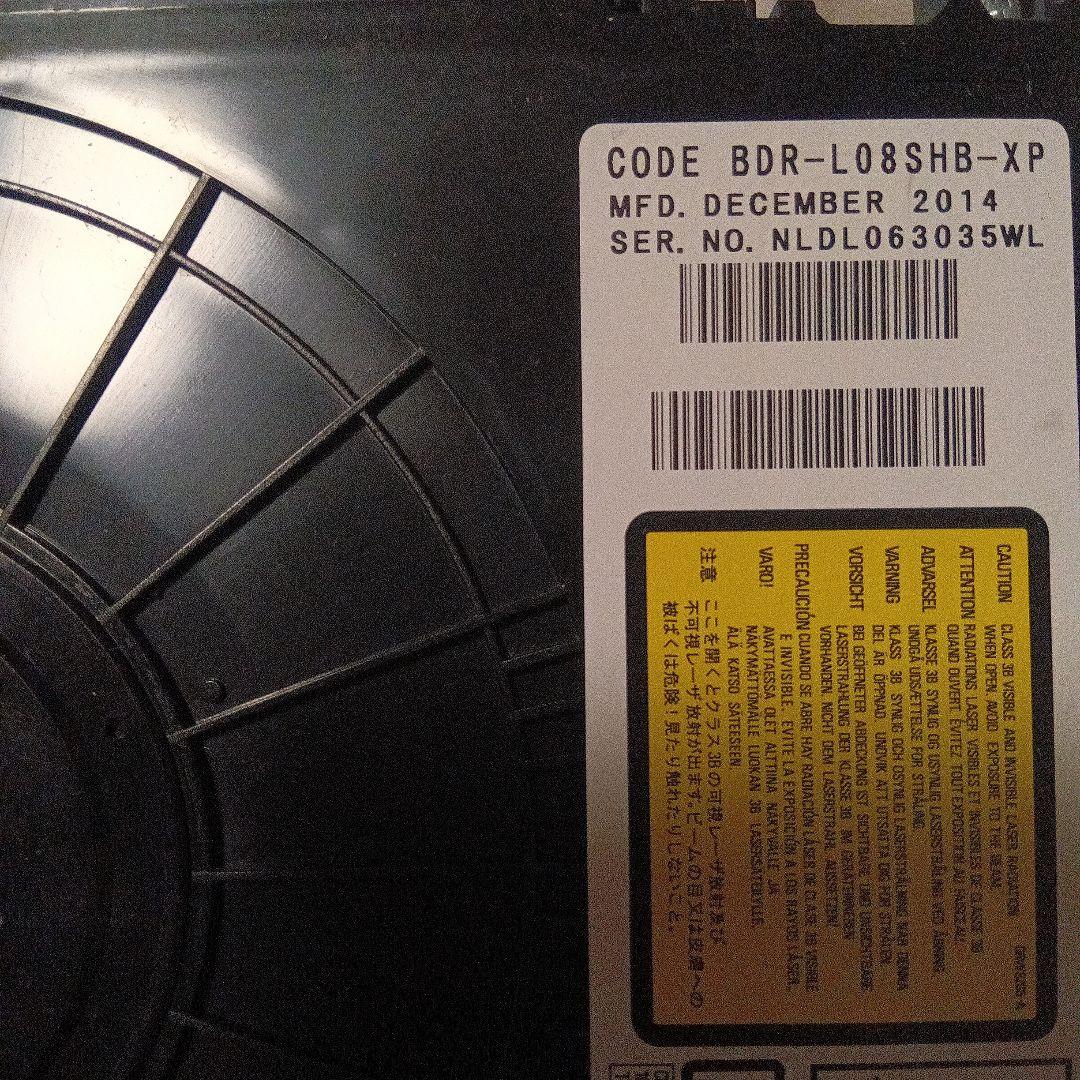 CODE BDR-L08SHB-XP
MFD. DECEMBER 2014
SER. NO. NLDL063035WL
CAUTION CLASS 3B VISIBLE AND INVISIBLE LASER RADIATION
WHEN OPEN. AVOID EXPOSURE TO THE BEAM.
ATTENTION RADIATIONS LASER VISIBLES ET INVISIBLES DE CLASSE 3B
QUAND OUVERT. ÉVITEZ TOUT EXPOSITION AU FAISCEAU.
ADVARSEL KLASSE 3B SYNLIG OG USYNLIG LASERSTRÅLING VED ÅBNING.
UNDGÅ UDSÆTTELSE FOR STRÅLING.
VARNING KLASS 3B SYNLIG OCH OSYNLIG LASERSTRÅLNING NÄR DENNA
DEL ÄR ÖPPNAD. UNDVIK ATT UTSÄTTA DIG FÖR STRÅLEN.
VORSICHT BEI GEÖFFNETER ABDECKUNG IST SICHTBARE UND UNSICHTBARE
LASERSTRAHLUNG DER KLASSE 3B IM GERÄTEINNEREN
VORHANDEN. NICHT DEM LASERSTRAHL AUSSETZEN!
PRECAUCIÓN CUANDO SE ABRE HAY RADIACIÓN LÁSER DE CLASE 3B VISIBLE
E INVISIBLE. EVITE LA EXPOSICIÓN A LOS RAYOS LÁSER.
VARO! AVATTAESSA OLET ALTTIINA NÄKYVÄLLE JA
NÄKYMÄTTÖMÄLLE LUOKAN 3B LASERSÄTEILYLLE.
ÄLÄ KATSO SÄTEESEEN.
注意 ここを開くとクラス3Bの可視レーザ放射及び
不可視レーザ放射が出ます。ビームの目又は皮膚への
被ばくは危険！見たり触れたりしないこと。